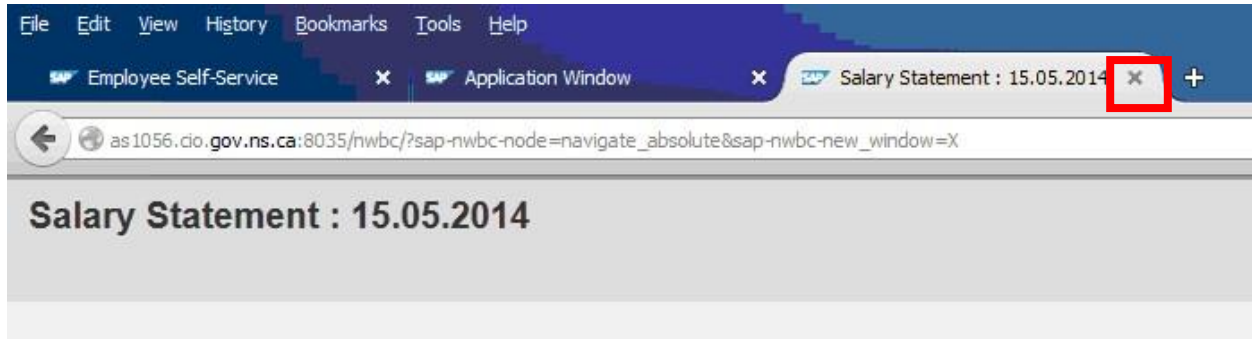 File Edit View History Bookmarks Tools Help
SAP Employee Self-Service × SAP Application Window × SAP Salary Statement : 15.05.2014 × +
as1056.cio.gov.ns.ca:8035/nwbc/?sap-nwbc-node=navigate_absolute&sap-nwbc-new_window=X
Salary Statement : 15.05.2014